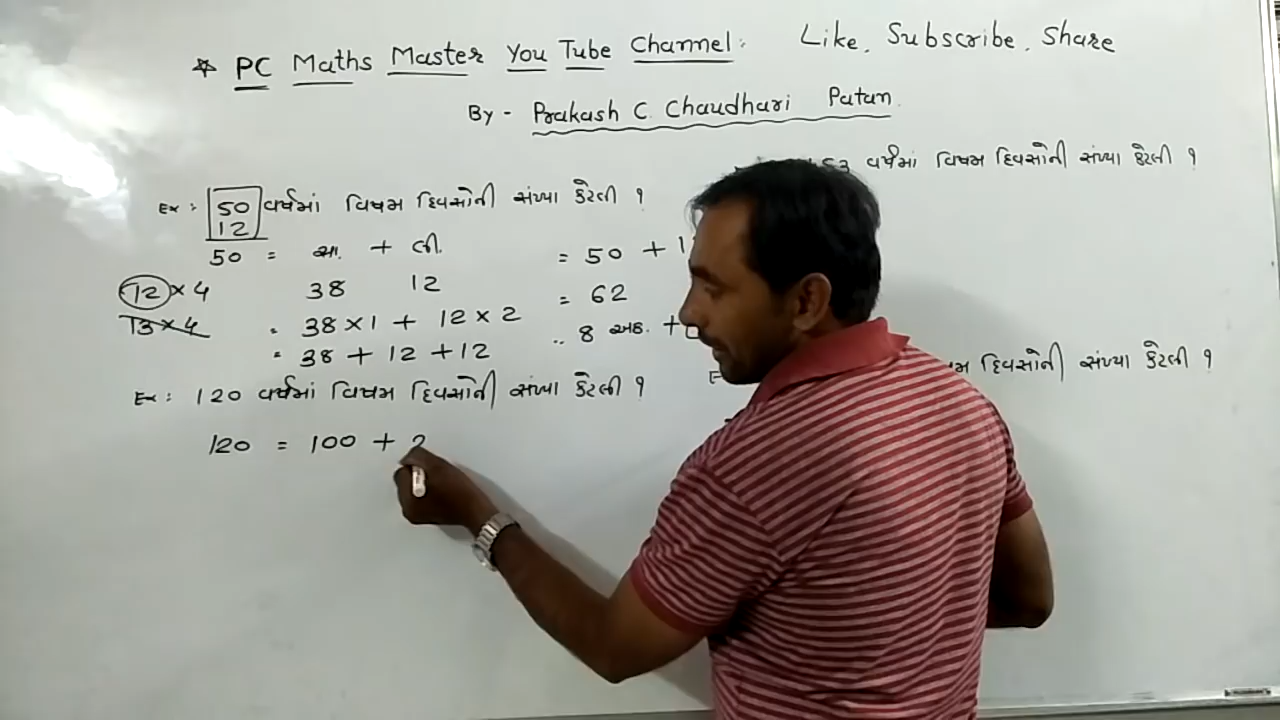 * PC Maths Master You Tube Channel: Like, Subscribe, Share
By - Prakash C. Chaudhari Patan.
53 વર્ષમાં વિષમ દિવસોની સંખ્યા કેટલી ?
Ex: 50 વર્ષમાં વિષમ દિવસોની સંખ્યા કેટલી ?
12
50 = સા. + લી. = 50 + 1
12 × 4 38 12 = 62
13 × 4 = 38 × 1 + 12 × 2 ∴ 8 અઠ. +
= 38 + 12 + 12
દિવસોની સંખ્યા કેટલી ?
Ex: 120 વર્ષમાં વિષમ દિવસોની સંખ્યા કેટલી ?
120 = 100 + 2